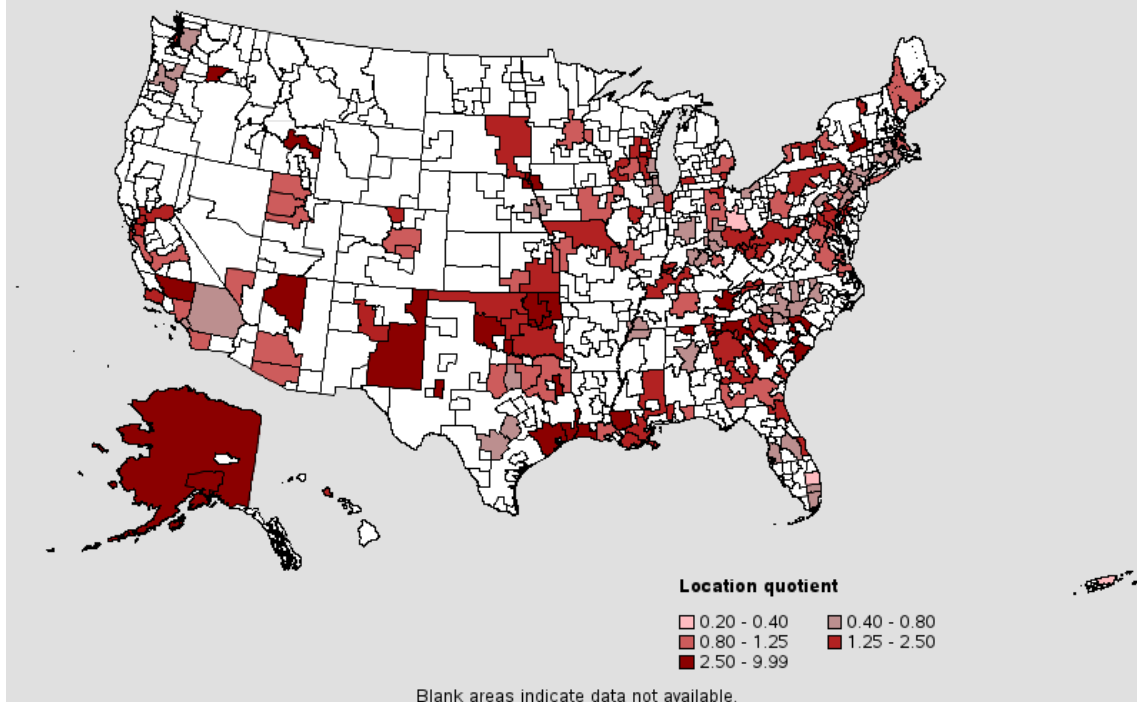 Location quotient
0.20 - 0.40 0.40 - 0.80
0.80 - 1.25 1.25 - 2.50
2.50 - 9.99
Blank areas indicate data not available.